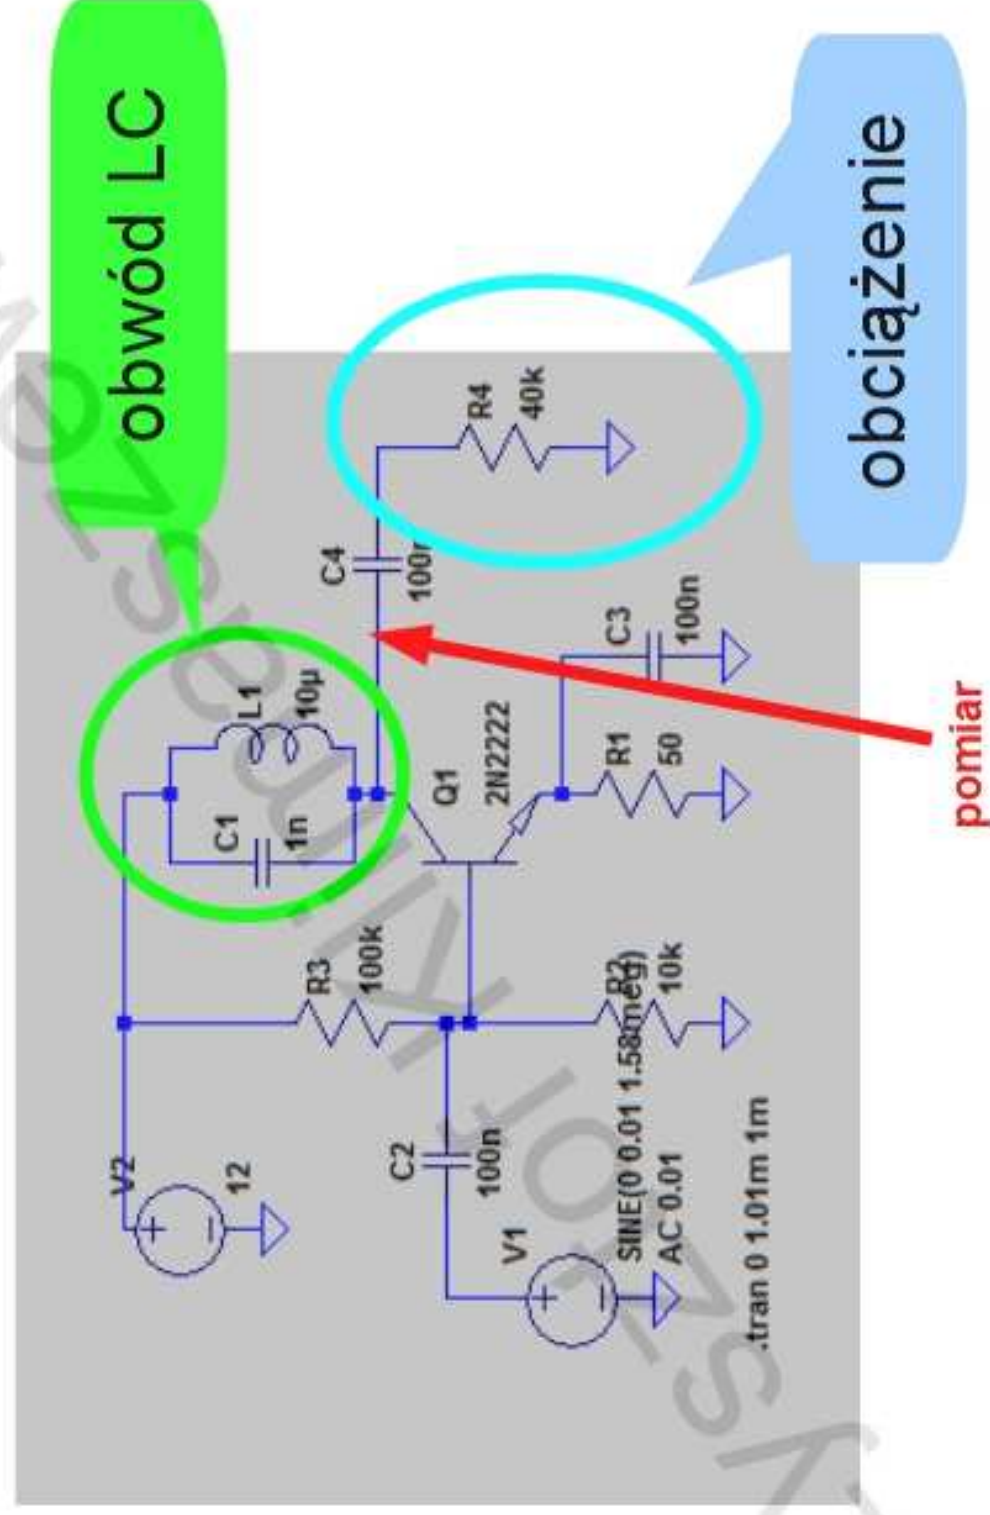 obwód LC
obciążenie
V2
12
R3
100k
C1
1n
L1
10µ
C4
100n
R4
40k
Q1
2N2222
C2
100n
V1
SINE(0 0.01 1.58meg)
AC 0.01
R2
10k
R1
50
C3
100n
.tran 0 1.01m 1m
pomiar